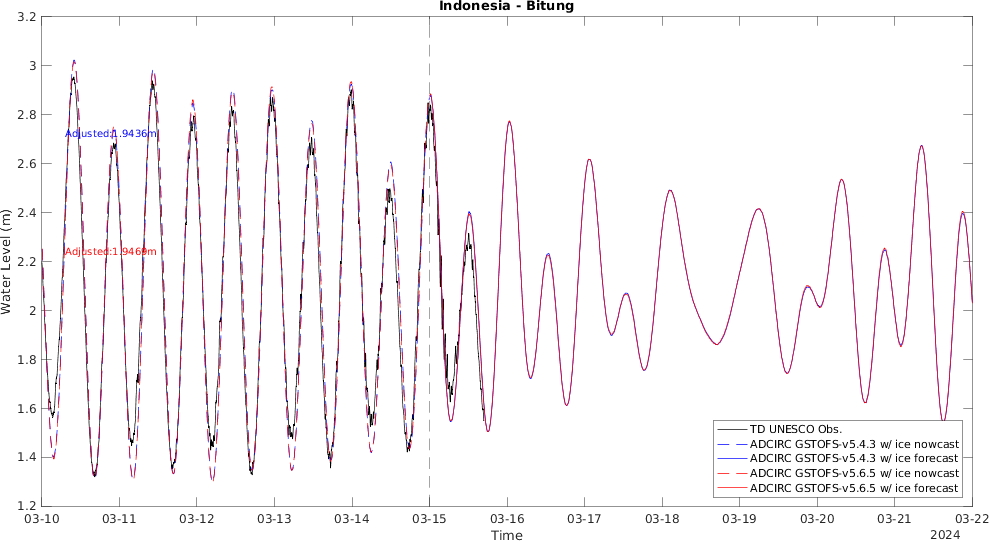 Indonesia - Bitung
3.2
3
2.8
2.6
2.4
2.2
2
1.8
1.6
1.4
1.2
Water Level (m)
Adjusted:1.9436m
Adjusted:1.9469m
TD UNESCO Obs.
ADCIRC GSTOFS-v5.4.3 w/ ice nowcast
ADCIRC GSTOFS-v5.4.3 w/ ice forecast
ADCIRC GSTOFS-v5.6.5 w/ ice nowcast
ADCIRC GSTOFS-v5.6.5 w/ ice forecast
03-10 03-11 03-12 03-13 03-14 03-15 03-16 03-17 03-18 03-19 03-20 03-21 03-22
Time
2024